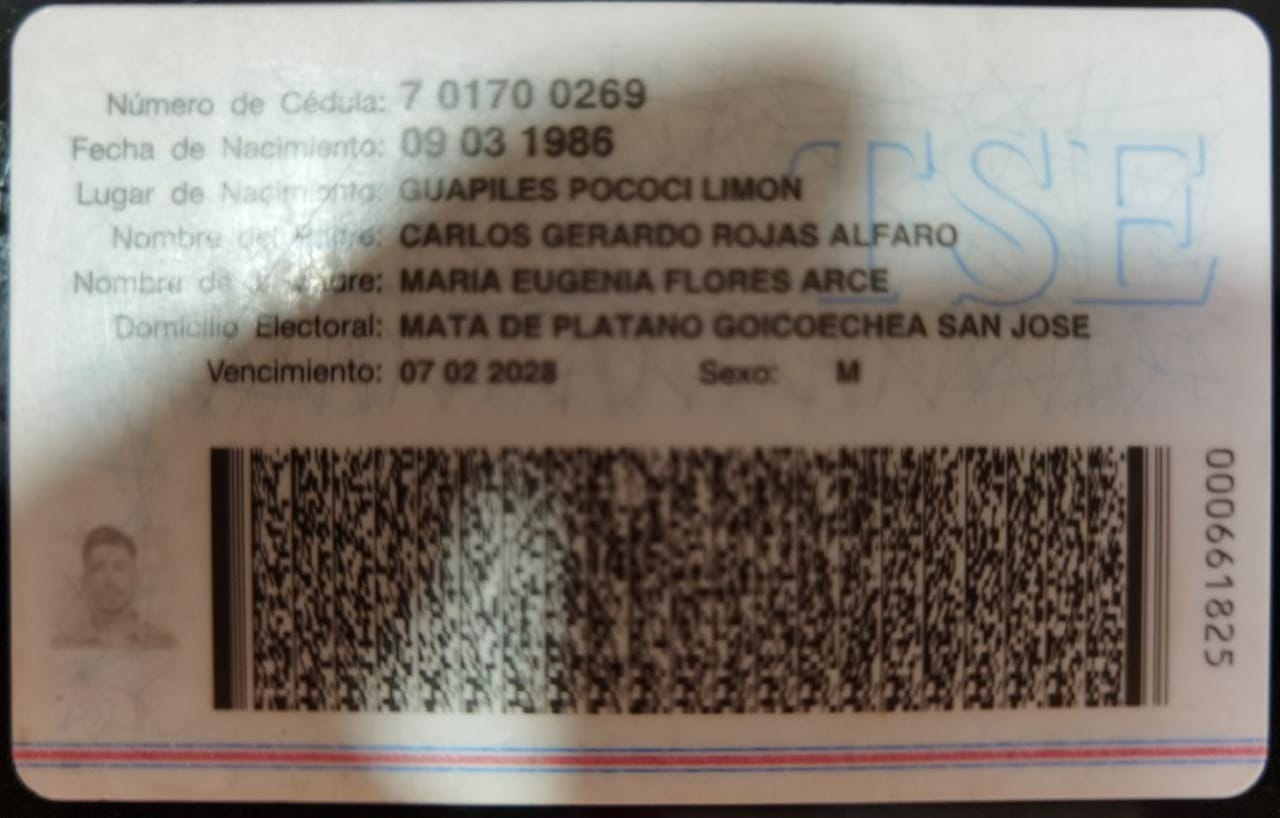 Número de Cédula: 7 0170 0269
Fecha de Nacimiento: 09 03 1986
Lugar de Nacimiento: GUAPILES POCOCI LIMON
Nombre del Padre: CARLOS GERARDO ROJAS ALFARO
Nombre de la Madre: MARIA EUGENIA FLORES ARCE
Domicilio Electoral: MATA DE PLATANO GOICOECHEA SAN JOSE
Vencimiento: 07 02 2028 Sexo: M
TSE
000661825